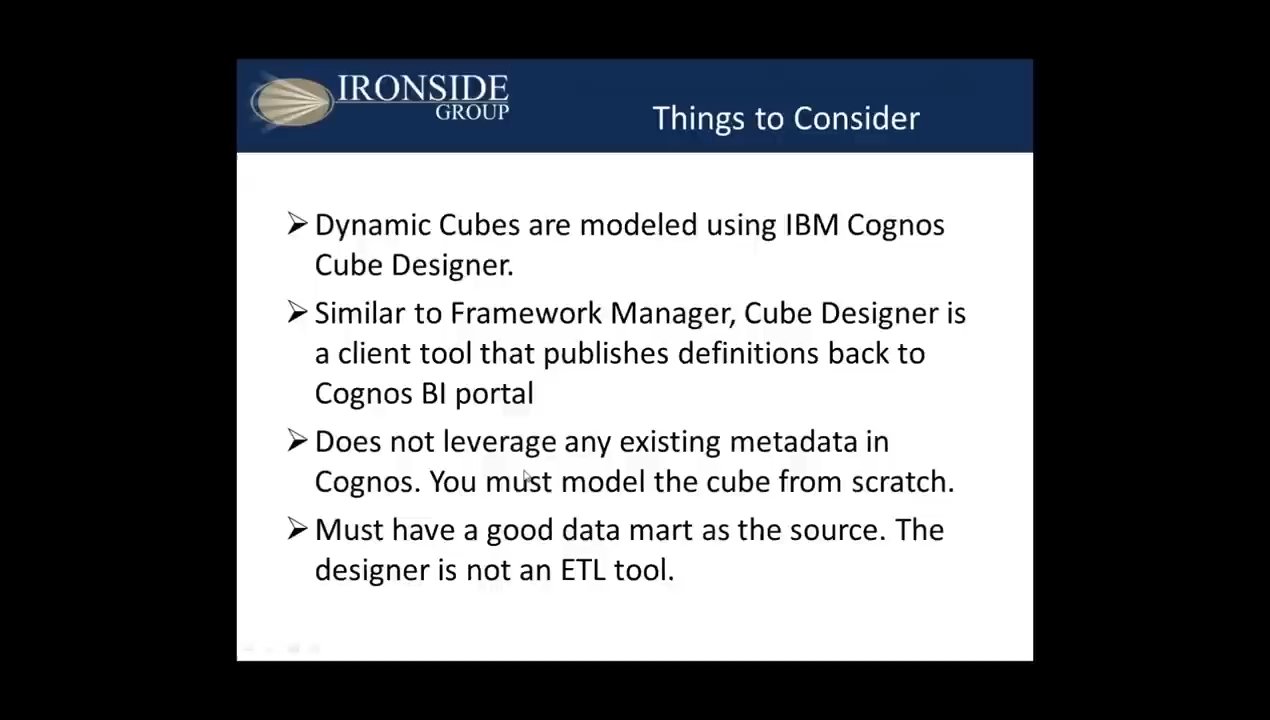 IRONSIDE
GROUP
Things to Consider
Dynamic Cubes are modeled using IBM Cognos
Cube Designer.
Similar to Framework Manager, Cube Designer is
a client tool that publishes definitions back to
Cognos BI portal
Does not leverage any existing metadata in
Cognos. You must model the cube from scratch.
Must have a good data mart as the source. The
designer is not an ETL tool.